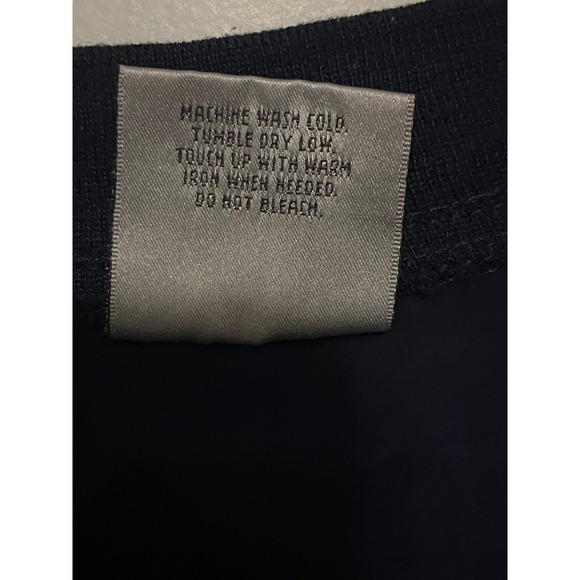 MACHINE WASH COLD.
TUMBLE DRY LOW.
TOUCH UP WITH WARM
IRON WHEN NEEDED.
DO NOT BLEACH.